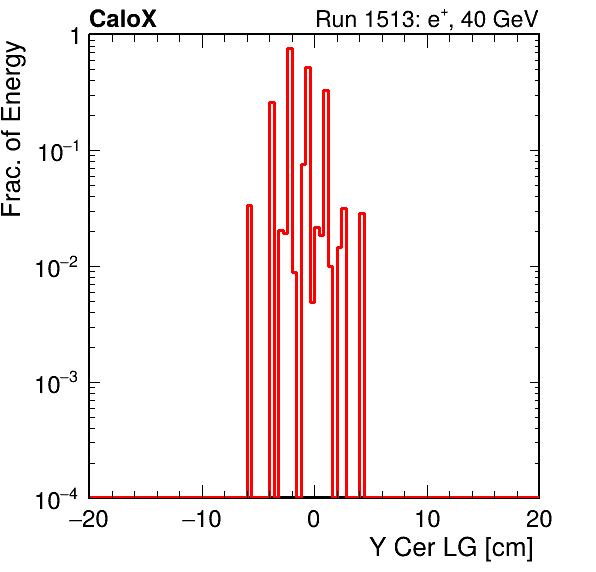 CaloX Run 1513: e⁺, 40 GeV
Frac. of Energy
1
10⁻¹
10⁻²
10⁻³
10⁻⁴
−20 −10 0 10 20
Y Cer LG [cm]